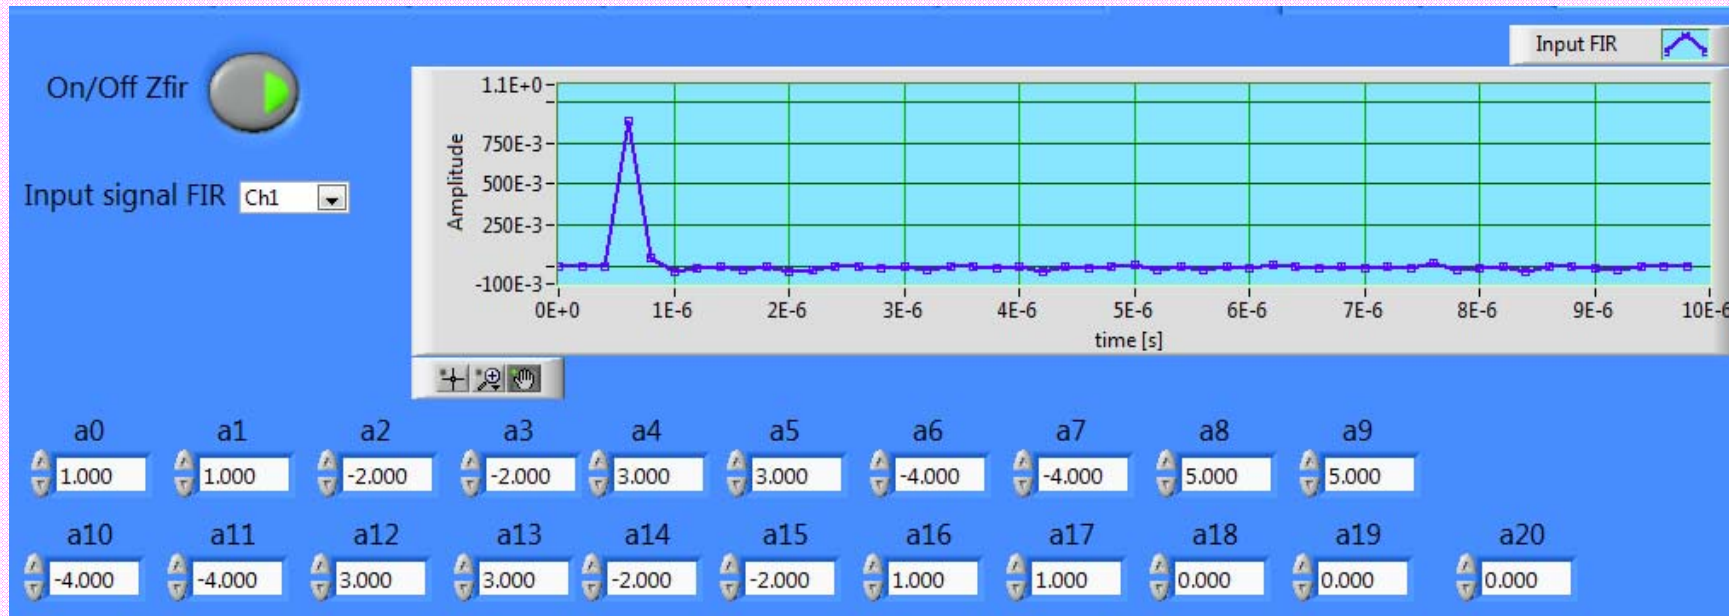 Input FIR
On/Off Zfir
Input signal FIR Ch1
Amplitude
1.1E+0
750E-3
500E-3
250E-3
-100E-3
0E+0 1E-6 2E-6 3E-6 4E-6 5E-6 6E-6 7E-6 8E-6 9E-6 10E-6
time [s]
a0 a1 a2 a3 a4 a5 a6 a7 a8 a9
1.000 1.000 -2.000 -2.000 3.000 3.000 -4.000 -4.000 5.000 5.000
a10 a11 a12 a13 a14 a15 a16 a17 a18 a19 a20
-4.000 -4.000 3.000 3.000 -2.000 -2.000 1.000 1.000 0.000 0.000 0.000